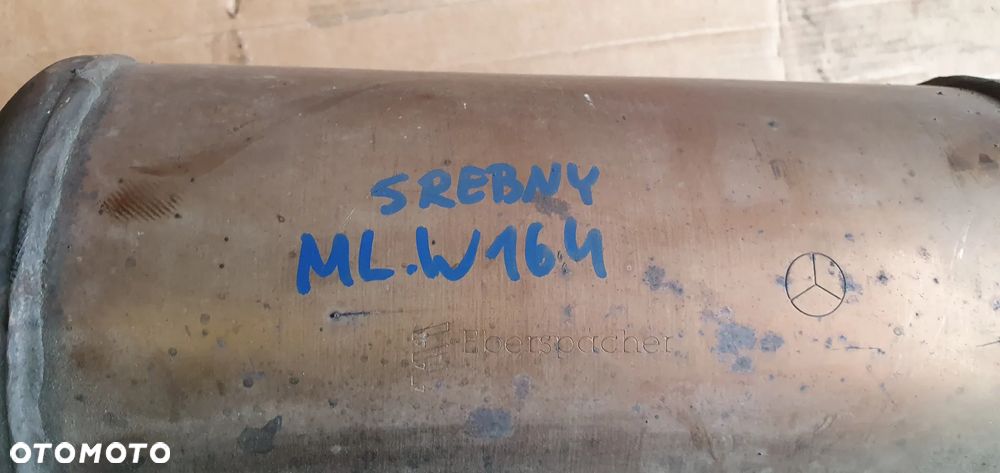 SREBNY
ML.W164
Eberspächer
OTOMOTO